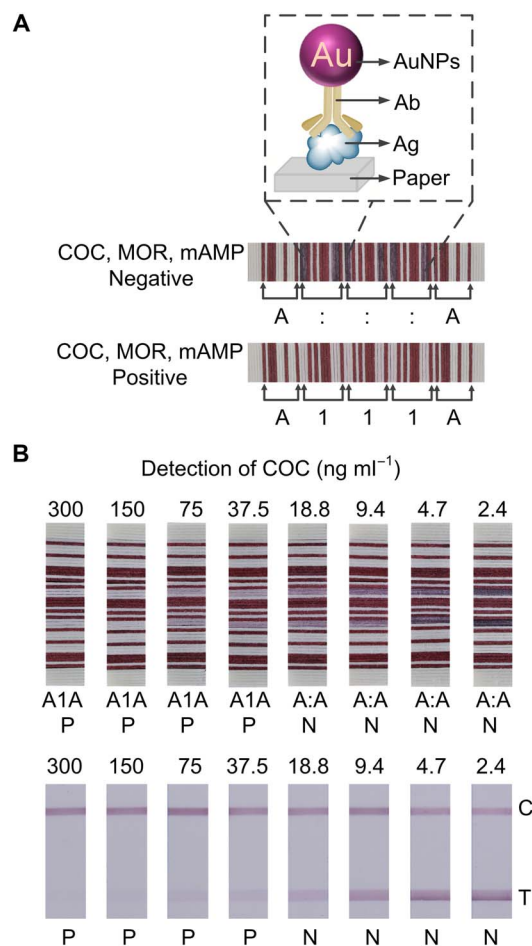 A
Au
AuNPs
Ab
Ag
Paper
COC, MOR, mAMP
Negative
A : : : A
COC, MOR, mAMP
Positive
A 1 1 1 A
B
Detection of COC (ng ml⁻¹)
300 150 75 37.5 18.8 9.4 4.7 2.4
A1A A1A A1A A1A A:A A:A A:A A:A
P P P P N N N N
300 150 75 37.5 18.8 9.4 4.7 2.4
C
T
P P P P N N N N